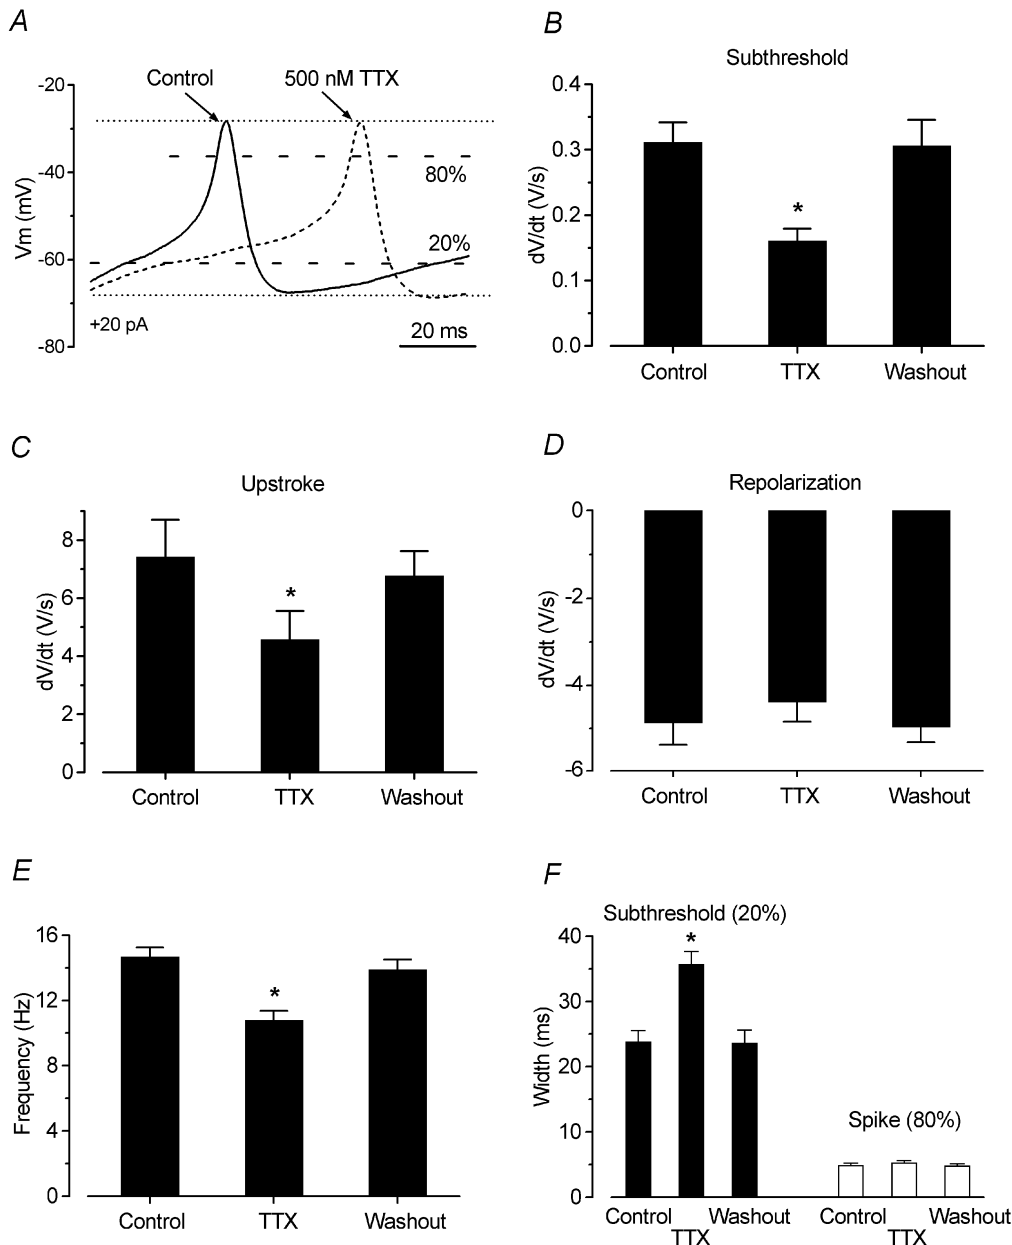 A
Control
500 nM TTX
-20
-40
-60
-80
Vm (mV)
80%
20%
+20 pA
20 ms
B
Subthreshold
0.4
0.3
0.2
0.1
0.0
dV/dt (V/s)
*
Control TTX Washout
C
Upstroke
8
6
4
2
0
dV/dt (V/s)
*
Control TTX Washout
D
Repolarization
0
-2
-4
-6
dV/dt (V/s)
Control TTX Washout
E
16
12
8
4
0
Frequency (Hz)
*
Control TTX Washout
F
Subthreshold (20%)
40
30
20
10
0
Width (ms)
*
Spike (80%)
Control Washout Control Washout
TTX TTX